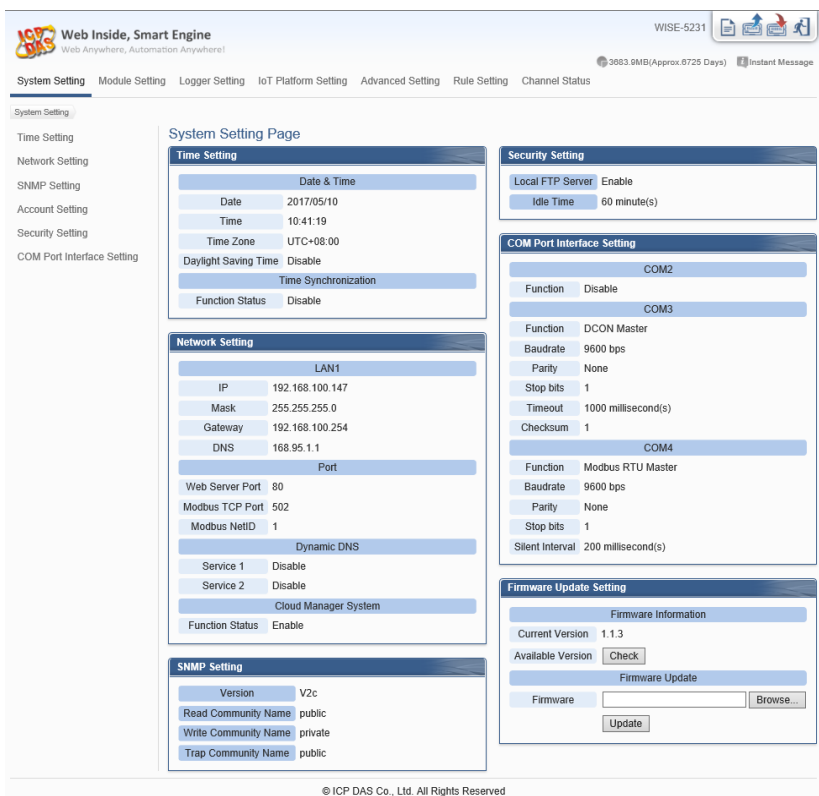 ICP DAS
Web Inside, Smart Engine
Web Anywhere, Automation Anywhere!
WISE-5231
3683.9MB(Approx.6725 Days)
Instant Message
System Setting Module Setting Logger Setting IoT Platform Setting Advanced Setting Rule Setting Channel Status
System Setting
Time Setting
Network Setting
SNMP Setting
Account Setting
Security Setting
COM Port Interface Setting
System Setting Page
Time Setting
Date & Time
Date 2017/05/10
Time 10:41:19
Time Zone UTC+08:00
Daylight Saving Time Disable
Time Synchronization
Function Status Disable
Network Setting
LAN1
IP 192.168.100.147
Mask 255.255.255.0
Gateway 192.168.100.254
DNS 168.95.1.1
Port
Web Server Port 80
Modbus TCP Port 502
Modbus NetID 1
Dynamic DNS
Service 1 Disable
Service 2 Disable
Cloud Manager System
Function Status Enable
SNMP Setting
Version V2c
Read Community Name public
Write Community Name private
Trap Community Name public
Security Setting
Local FTP Server Enable
Idle Time 60 minute(s)
COM Port Interface Setting
COM2
Function Disable
COM3
Function DCON Master
Baudrate 9600 bps
Parity None
Stop bits 1
Timeout 1000 millisecond(s)
Checksum 1
COM4
Function Modbus RTU Master
Baudrate 9600 bps
Parity None
Stop bits 1
Silent Interval 200 millisecond(s)
Firmware Update Setting
Firmware Information
Current Version 1.1.3
Available Version Check
Firmware Update
Firmware Browse...
Update
© ICP DAS Co., Ltd. All Rights Reserved